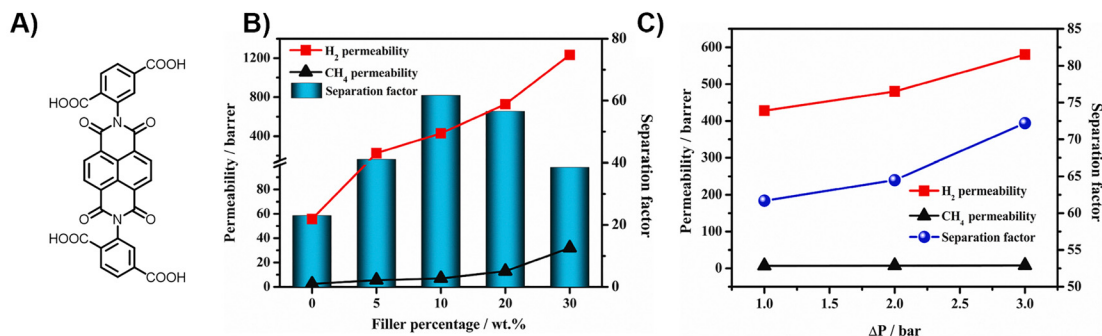 A)
COOH
HOOC
O
N
O
O
N
O
HOOC
COOH
B)
H2 permeability
CH4 permeability
Separation factor
Permeability / barrer
1200
800
400
80
60
40
20
0
80
60
40
20
0
Separation factor
0 5 10 20 30
Filler percentage / wt.%
C)
Permeability / barrer
600
500
400
300
200
100
0
H2 permeability
CH4 permeability
Separation factor
85
80
75
70
65
60
55
50
Separation factor
1.0 1.5 2.0 2.5 3.0
ΔP / bar